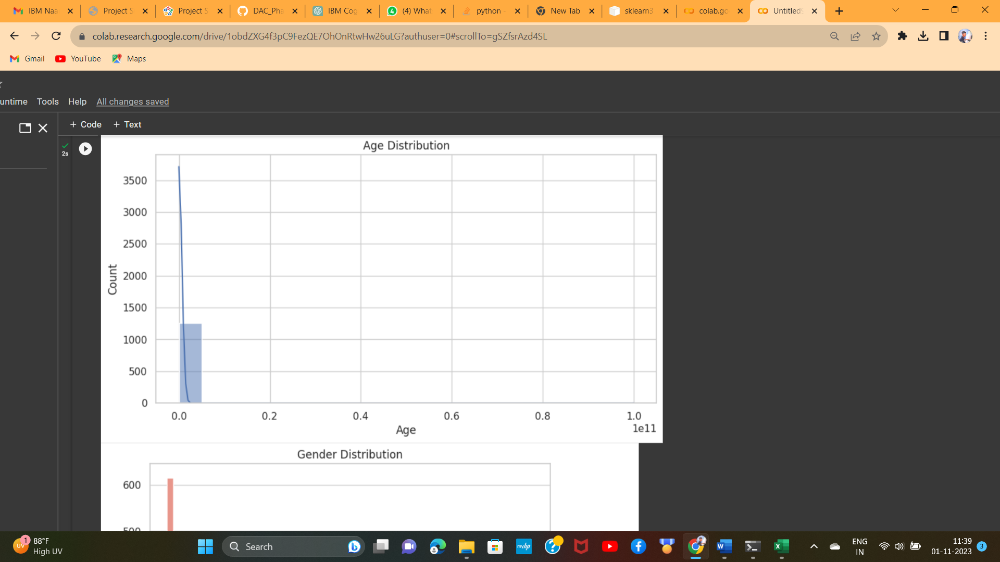 IBM Naa
Project S
Project S
DAC_Pha
IBM Cog
(4) What
python -
New Tab
sklearn3
colab.go
Untitled9
colab.research.google.com/drive/1obdZXG4f3pC9FezQE7OhOnRtwHw26uLG?authuser=0#scrollTo=gSZfsrAzd4SL
Gmail YouTube Maps
untime Tools Help All changes saved
+ Code + Text
2s
Age Distribution
3500
3000
2500
2000
1500
1000
500
0
Count
0.0 0.2 0.4 0.6 0.8 1.0
1e11
Age
Gender Distribution
600
500
UV
1
88°F
High UV
Search
myhp
ENG
IN
11:39
01-11-2023
3